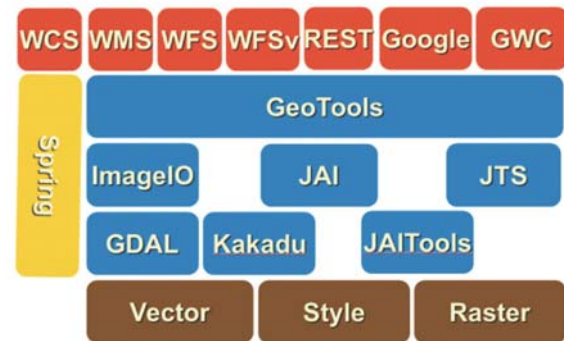 WCS WMS WFS WFSv REST Google GWC
Spring
GeoTools
ImageIO JAI JTS
GDAL Kakadu JAITools
Vector Style Raster